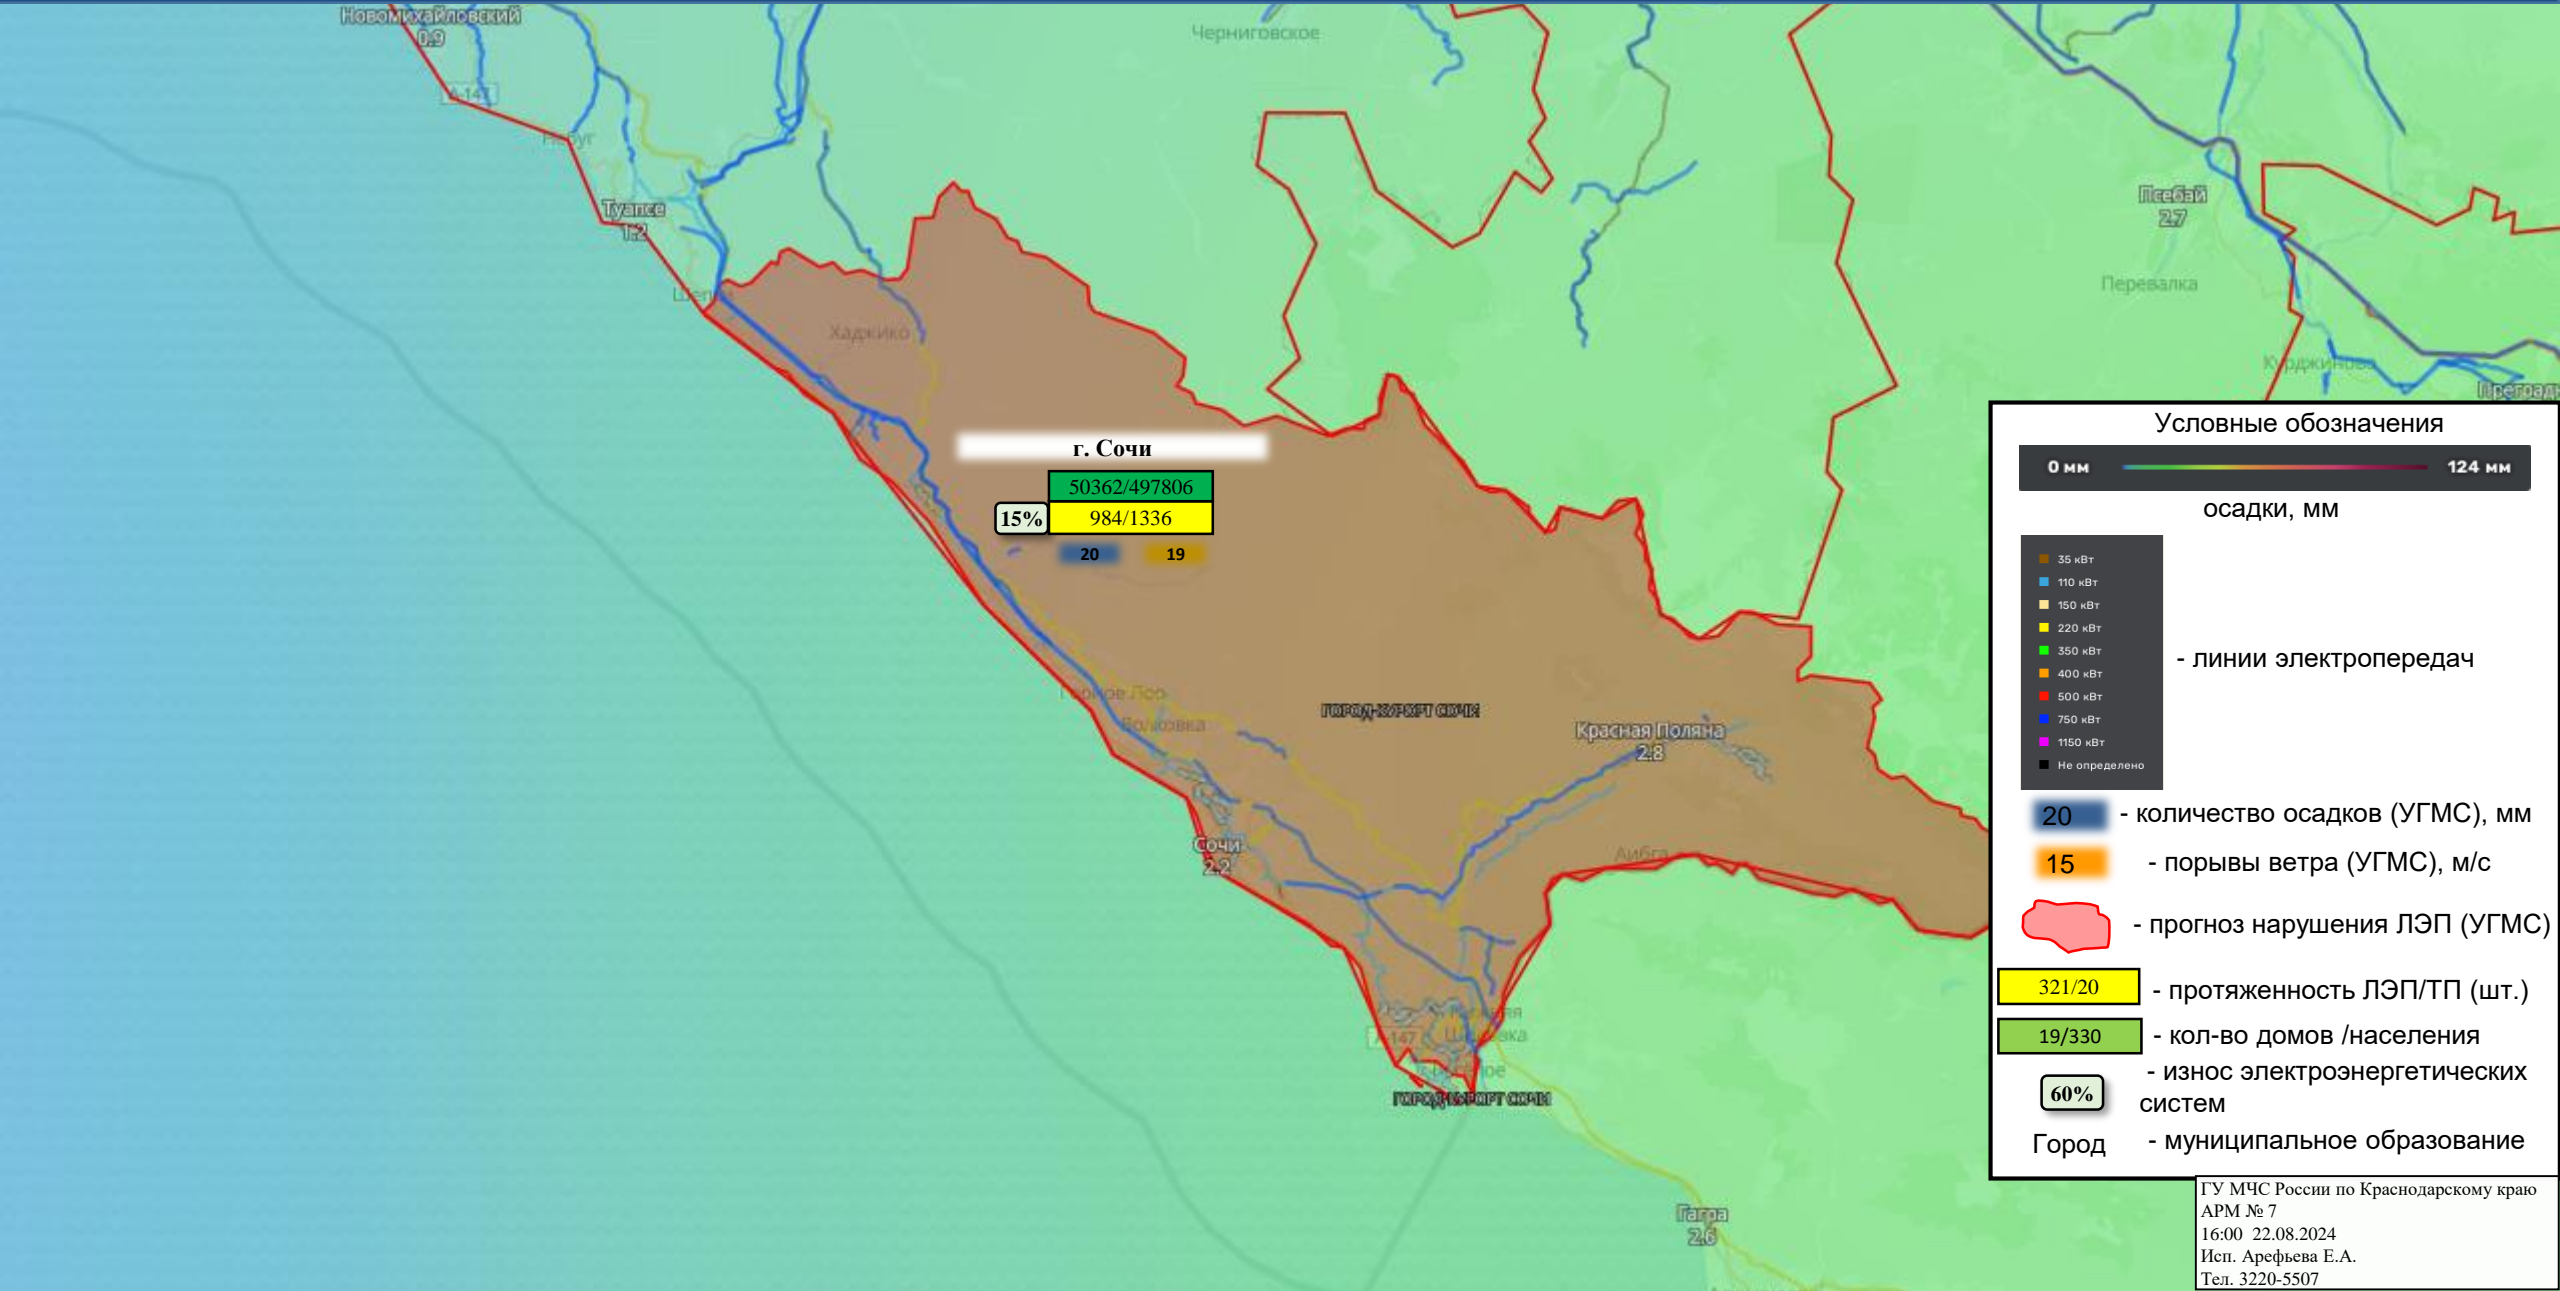 Новомихайловский
0.9
A-147
Черниговское
Небуг
Туапсе
1.2
Псебай
2.7
Перевалка
Хаджико
Курджиново
г. Сочи
50362/497806
15%
984/1336
20
19
Волковка
ГОРОД-КУРОРТ СОЧИ
Красная Поляна
2.8
Сочи
2.2
Аибга
A-147
ГОРОД-КУРОРТ СОЧИ
Гагра
2.6
Условные обозначения
0 мм
124 мм
осадки, мм
35 кВт
110 кВт
150 кВт
220 кВт
350 кВт
400 кВт
500 кВт
750 кВт
1150 кВт
Не определено
- линии электропередач
20 - количество осадков (УГМС), мм
15 - порывы ветра (УГМС), м/с
- прогноз нарушения ЛЭП (УГМС)
321/20 - протяженность ЛЭП/ТП (шт.)
19/330 - кол-во домов /населения
60% - износ электроэнергетических
систем
Город - муниципальное образование
ГУ МЧС России по Краснодарскому краю
АРМ № 7
16:00 22.08.2024
Исп. Арефьева Е.А.
Тел. 3220-5507